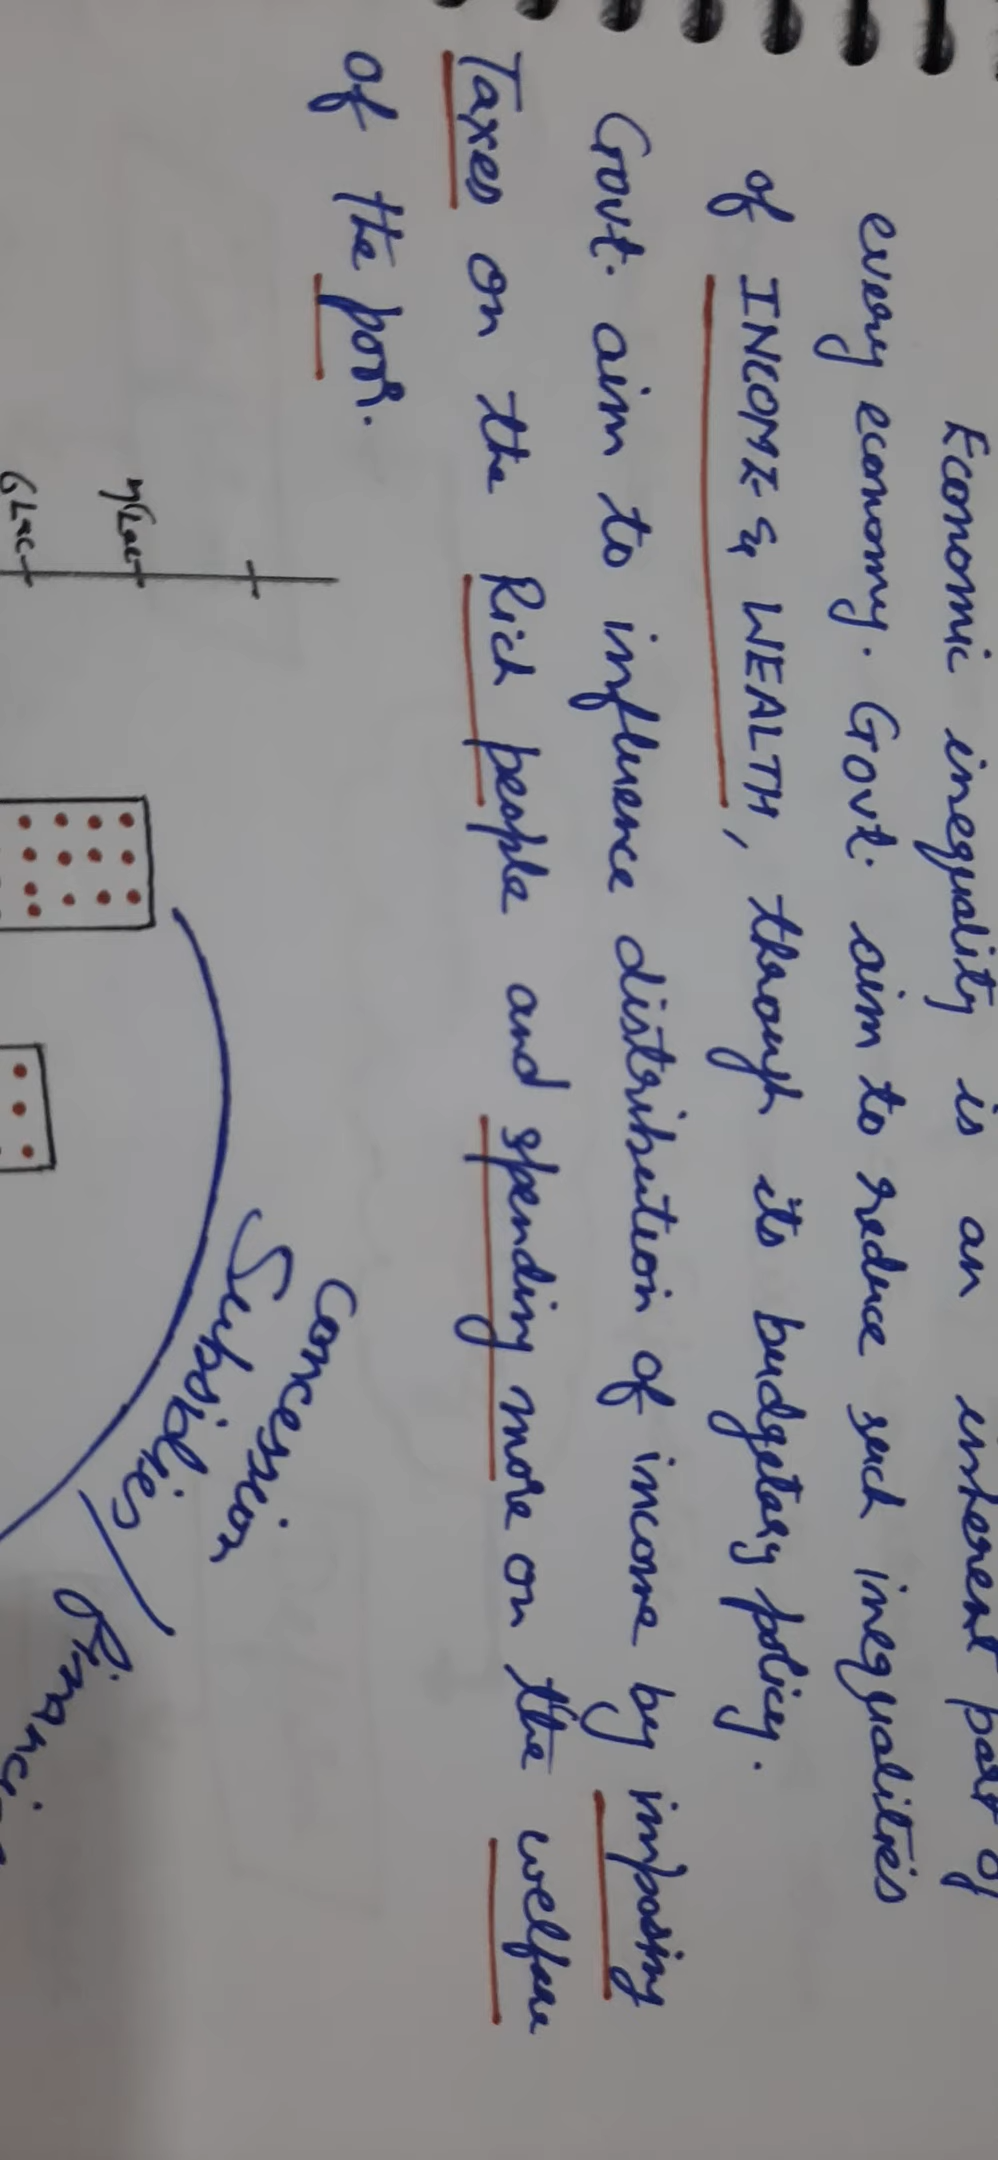 Economic inequality is an inherent part of
every economy. Govt. aim to reduce such inequalities
of INCOME & WEALTH, through its budgetary policy.
Govt. aim to influence distribution of income by imposing
Taxes on the Rich people and spending more on the welfare
of the poor.
Concession
Subsidies
7Lac
6Lac